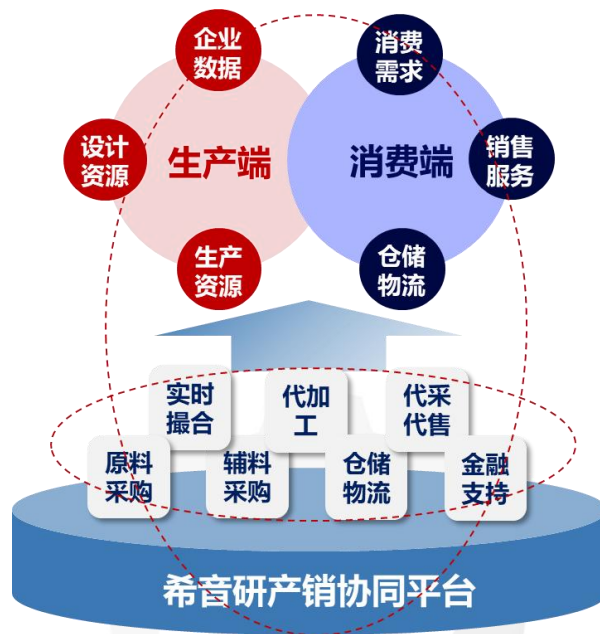 企业
数据
消费
需求
设计
资源
生产端
消费端
销售
服务
生产
资源
仓储
物流
实时
撮合
代加
工
代采
代售
原料
采购
辅料
采购
仓储
物流
金融
支持
希音研产销协同平台